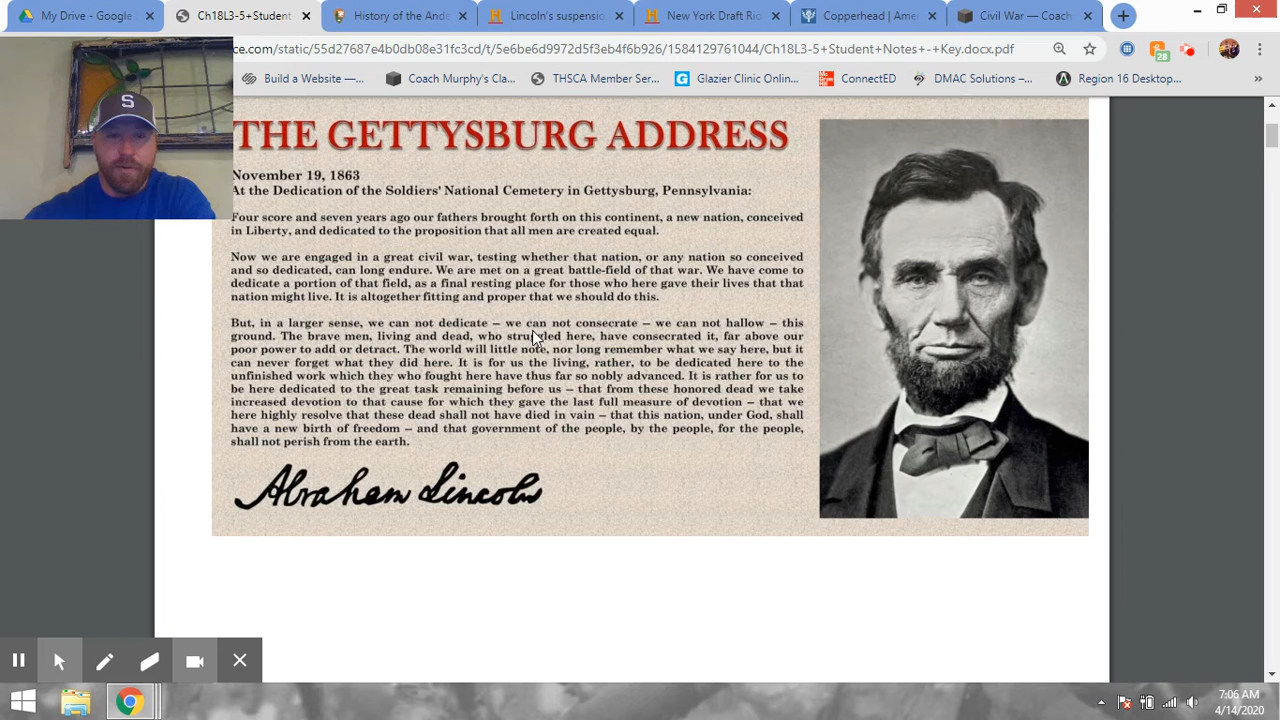 My Drive - Google
Ch18L3-5+Student
History of the Ande
Lincoln's suspensio
New York Draft Rio
Copperhead | Ame
Civil War — Coach
ce.com/static/55d27687e4b0db08e31fc3cd/t/5e6be6d9972d5f3eb4f6b926/1584129761044/Ch18L3-5+Student+Notes+-+Key.docx.pdf
28
Build a Website —...
Coach Murphy's Cla...
THSCA Member Ser...
Glazier Clinic Onlin...
ConnectED
DMAC Solutions –...
Region 16 Desktop...
»
S
THE GETTYSBURG ADDRESS
November 19, 1863
At the Dedication of the Soldiers' National Cemetery in Gettysburg, Pennsylvania:
Four score and seven years ago our fathers brought forth on this continent, a new nation, conceived
in Liberty, and dedicated to the proposition that all men are created equal.
Now we are engaged in a great civil war, testing whether that nation, or any nation so conceived
and so dedicated, can long endure. We are met on a great battle-field of that war. We have come to
dedicate a portion of that field, as a final resting place for those who here gave their lives that that
nation might live. It is altogether fitting and proper that we should do this.
But, in a larger sense, we can not dedicate – we can not consecrate – we can not hallow – this
ground. The brave men, living and dead, who struggled here, have consecrated it, far above our
poor power to add or detract. The world will little note, nor long remember what we say here, but it
can never forget what they did here. It is for us the living, rather, to be dedicated here to the
unfinished work which they who fought here have thus far so nobly advanced. It is rather for us to
be here dedicated to the great task remaining before us – that from these honored dead we take
increased devotion to that cause for which they gave the last full measure of devotion – that we
here highly resolve that these dead shall not have died in vain – that this nation, under God, shall
have a new birth of freedom – and that government of the people, by the people, for the people,
shall not perish from the earth.
Abraham Lincoln
7:06 AM
4/14/2020